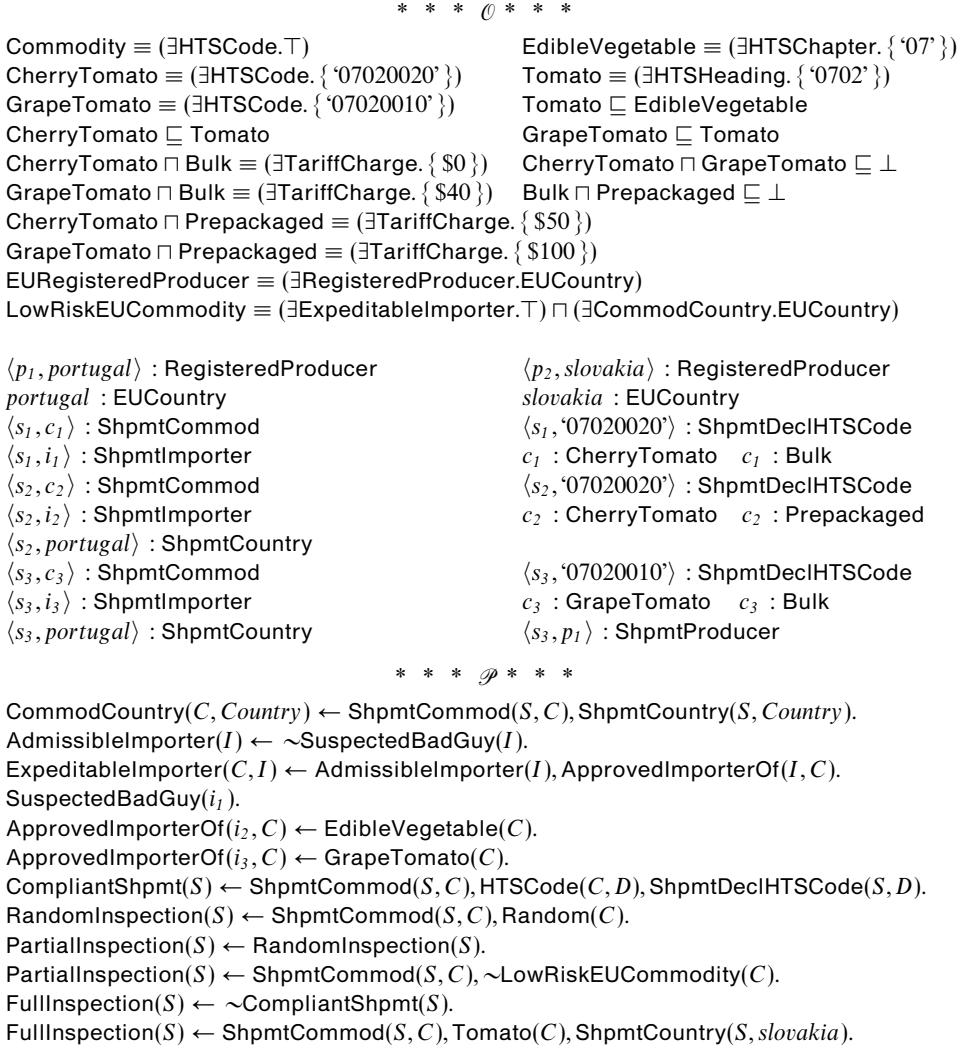 * * * 𝒪 * * *
Commodity ≡ (∃HTSCode.⊤) EdibleVegetable ≡ (∃HTSChapter. { ‘07’ })
CherryTomato ≡ (∃HTSCode. { ‘07020020’ }) Tomato ≡ (∃HTSHeading. { ‘0702’ })
GrapeTomato ≡ (∃HTSCode. { ‘07020010’ }) Tomato ⊑ EdibleVegetable
CherryTomato ⊑ Tomato GrapeTomato ⊑ Tomato
CherryTomato ⊓ Bulk ≡ (∃TariffCharge. { $0 }) CherryTomato ⊓ GrapeTomato ⊑ ⊥
GrapeTomato ⊓ Bulk ≡ (∃TariffCharge. { $40 }) Bulk ⊓ Prepackaged ⊑ ⊥
CherryTomato ⊓ Prepackaged ≡ (∃TariffCharge. { $50 })
GrapeTomato ⊓ Prepackaged ≡ (∃TariffCharge. { $100 })
EURegisteredProducer ≡ (∃RegisteredProducer.EUCountry)
LowRiskEUCommodity ≡ (∃ExpeditableImporter.⊤) ⊓ (∃CommodCountry.EUCountry)
⟨p₁, portugal⟩ : RegisteredProducer ⟨p₂, slovakia⟩ : RegisteredProducer
portugal : EUCountry slovakia : EUCountry
⟨s₁, c₁⟩ : ShpmtCommod ⟨s₁, ‘07020020’⟩ : ShpmtDeclHTSCode
⟨s₁, i₁⟩ : ShpmtImporter c₁ : CherryTomato c₁ : Bulk
⟨s₂, c₂⟩ : ShpmtCommod ⟨s₂, ‘07020020’⟩ : ShpmtDeclHTSCode
⟨s₂, i₂⟩ : ShpmtImporter c₂ : CherryTomato c₂ : Prepackaged
⟨s₂, portugal⟩ : ShpmtCountry
⟨s₃, c₃⟩ : ShpmtCommod ⟨s₃, ‘07020010’⟩ : ShpmtDeclHTSCode
⟨s₃, i₃⟩ : ShpmtImporter c₃ : GrapeTomato c₃ : Bulk
⟨s₃, portugal⟩ : ShpmtCountry ⟨s₃, p₁⟩ : ShpmtProducer
* * * 𝒫 * * *
CommodCountry(C, Country) ← ShpmtCommod(S, C), ShpmtCountry(S, Country).
AdmissibleImporter(I) ← ∼SuspectedBadGuy(I).
ExpeditableImporter(C, I) ← AdmissibleImporter(I), ApprovedImporterOf(I, C).
SuspectedBadGuy(i₁).
ApprovedImporterOf(i₂, C) ← EdibleVegetable(C).
ApprovedImporterOf(i₃, C) ← GrapeTomato(C).
CompliantShpmt(S) ← ShpmtCommod(S, C), HTSCode(C, D), ShpmtDeclHTSCode(S, D).
RandomInspection(S) ← ShpmtCommod(S, C), Random(C).
PartialInspection(S) ← RandomInspection(S).
PartialInspection(S) ← ShpmtCommod(S, C), ∼LowRiskEUCommodity(C).
FullInspection(S) ← ∼CompliantShpmt(S).
FullInspection(S) ← ShpmtCommod(S, C), Tomato(C), ShpmtCountry(S, slovakia).